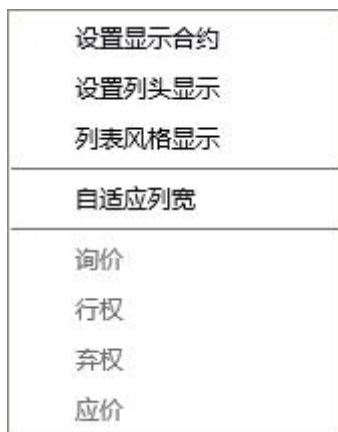 设置显示合约
设置列头显示
列表风格显示
自适应列宽
询价
行权
弃权
应价